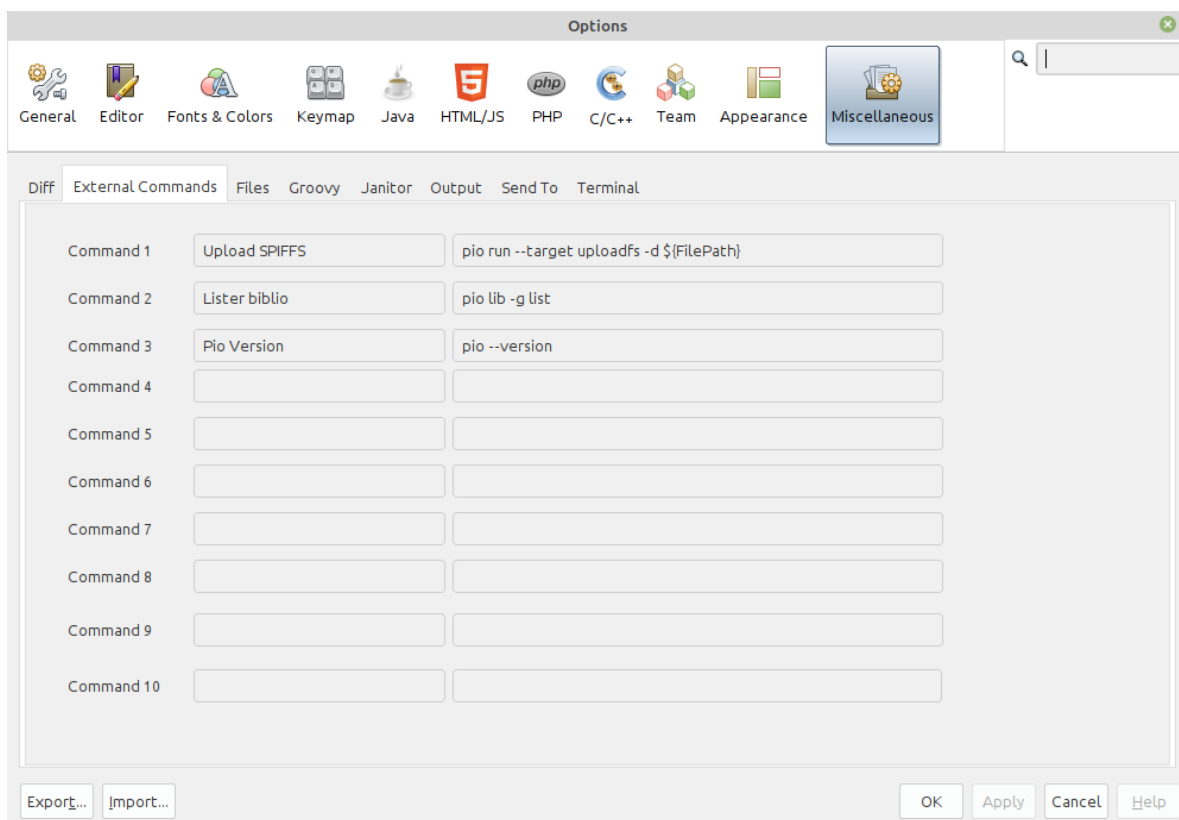 Options
General Editor Fonts & Colors Keymap Java HTML/JS PHP C/C++ Team Appearance Miscellaneous
Diff External Commands Files Groovy Janitor Output Send To Terminal
Command 1 Upload SPIFFS pio run --target uploadfs -d ${FilePath}
Command 2 Lister biblio pio lib -g list
Command 3 Pio Version pio --version
Command 4
Command 5
Command 6
Command 7
Command 8
Command 9
Command 10
Export... Import... OK Apply Cancel Help